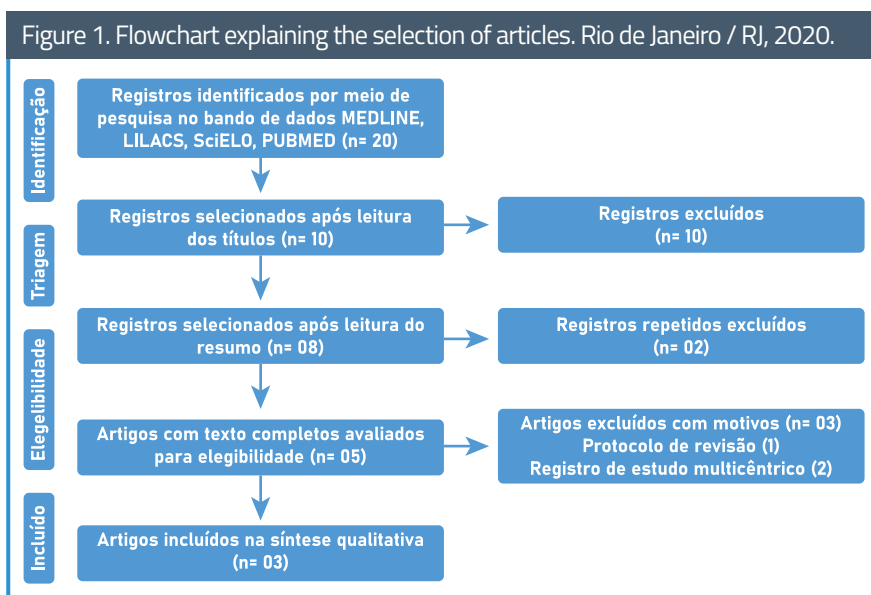 Figure 1. Flowchart explaining the selection of articles. Rio de Janeiro / RJ, 2020.
Identificação
Registros identificados por meio de
pesquisa no bando de dados MEDLINE,
LILACS, SciELO, PUBMED (n= 20)
Triagem
Registros selecionados após leitura
dos títulos (n= 10)
Registros excluídos
(n= 10)
Elegelibilidade
Registros selecionados após leitura do
resumo (n= 08)
Registros repetidos excluídos
(n= 02)
Artigos com texto completos avaliados
para elegibilidade (n= 05)
Artigos excluídos com motivos (n= 03)
Protocolo de revisão (1)
Registro de estudo multicêntrico (2)
Incluído
Artigos incluídos na síntese qualitativa
(n= 03)